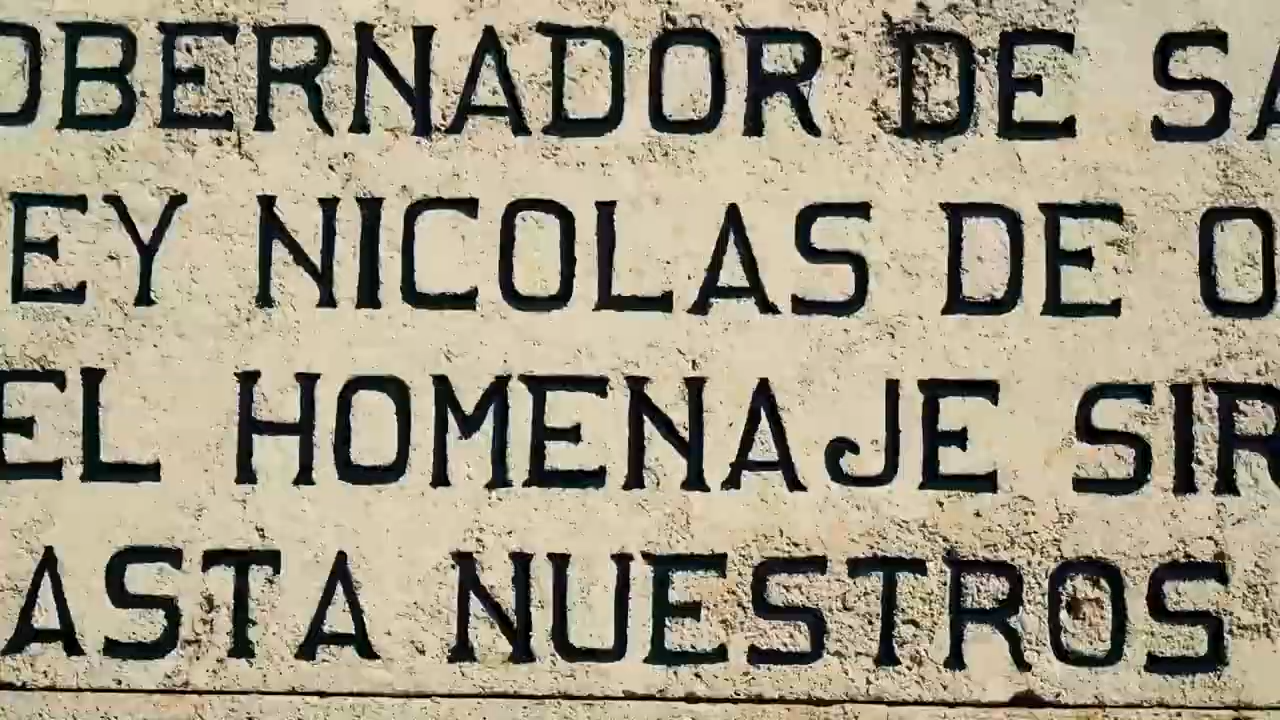 OBERNADOR DE SA
EY NICOLAS DE O
EL HOMENAJE SIR
ASTA NUESTROS